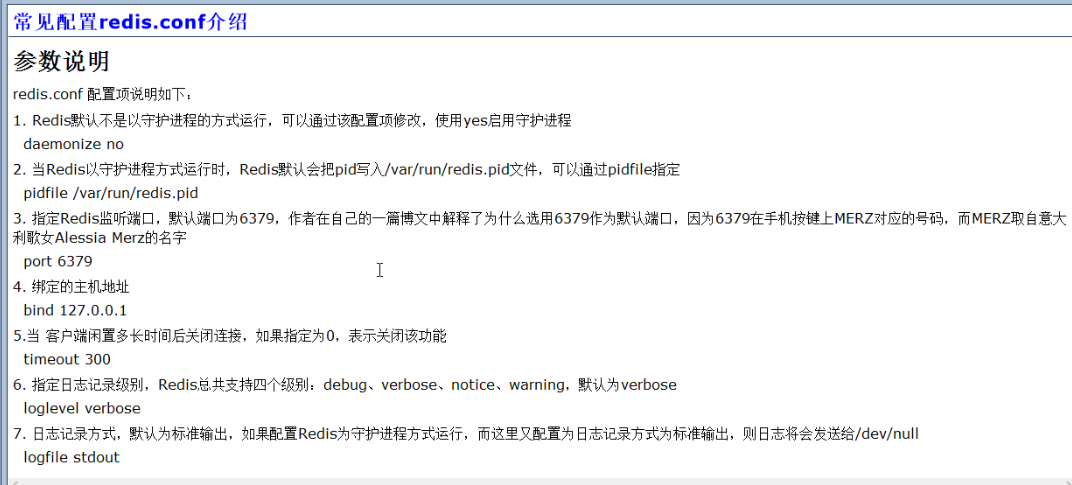 常见配置redis.conf介绍
参数说明
redis.conf 配置项说明如下：
1. Redis默认不是以守护进程的方式运行，可以通过该配置项修改，使用yes启用守护进程
daemonize no
2. 当Redis以守护进程方式运行时，Redis默认会把pid写入/var/run/redis.pid文件，可以通过pidfile指定
pidfile /var/run/redis.pid
3. 指定Redis监听端口，默认端口为6379，作者在自己的一篇博文中解释了为什么选用6379作为默认端口，因为6379在手机按键上MERZ对应的号码，而MERZ取自意大
利歌女Alessia Merz的名字
port 6379
4. 绑定的主机地址
bind 127.0.0.1
5.当 客户端闲置多长时间后关闭连接，如果指定为0，表示关闭该功能
timeout 300
6. 指定日志记录级别，Redis总共支持四个级别：debug、verbose、notice、warning，默认为verbose
loglevel verbose
7. 日志记录方式，默认为标准输出，如果配置Redis为守护进程方式运行，而这里又配置为日志记录方式为标准输出，则日志将会发送给/dev/null
logfile stdout